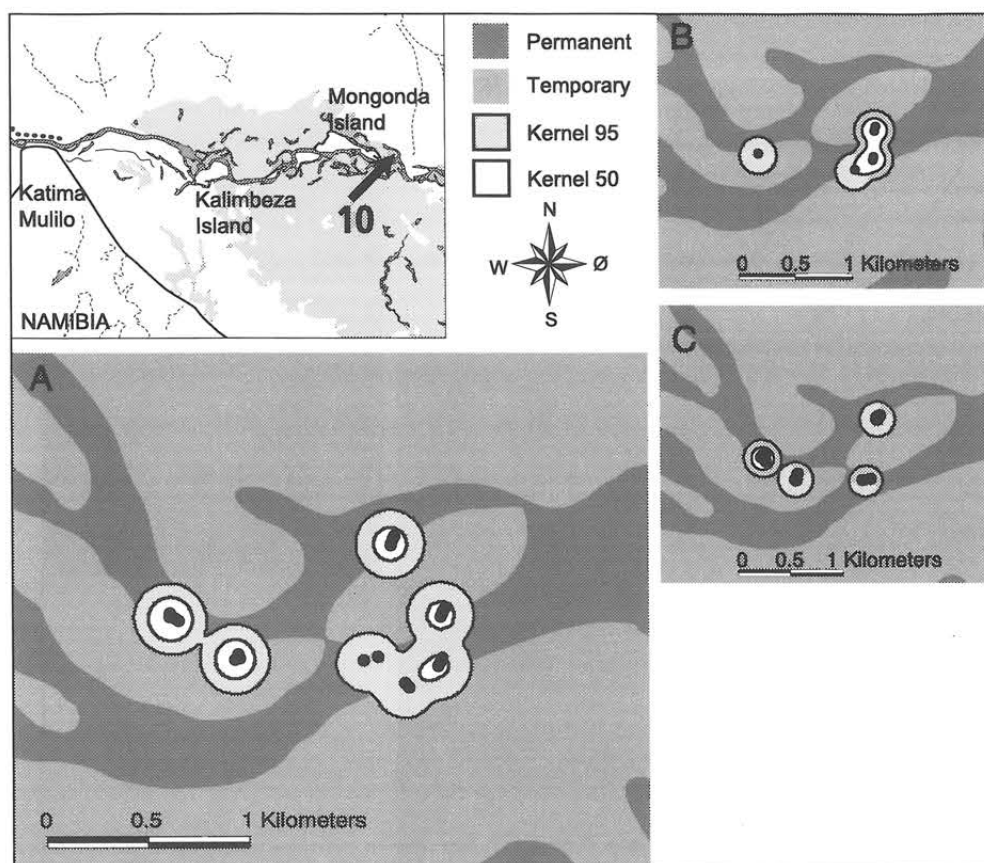 Mongonda
Island
Katima
Mulilo
Kalimbeza
Island
10
NAMIBIA
Permanent
Temporary
Kernel 95
Kernel 50
N
W Ø
S
B
0 0.5 1 Kilometers
C
0 0.5 1 Kilometers
A
0 0.5 1 Kilometers